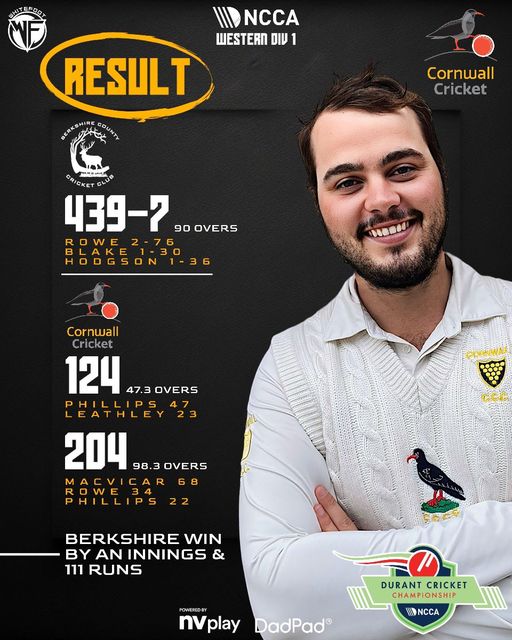 WHITEFOOT
WF
NCCA
WESTERN DIV 1
Cornwall
Cricket
RESULT
BERKSHIRE COUNTY
CRICKET CLUB
439-7 90 OVERS
ROWE 2-76
BLAKE 1-30
HODGSON 1-36
Cornwall
Cricket
124 47.3 OVERS
PHILLIPS 47
LEATHLEY 23
204 98.3 OVERS
MACVICAR 68
ROWE 34
PHILLIPS 22
BERKSHIRE WIN
BY AN INNINGS &
111 RUNS
CORNWALL
C.C.C.
DURANT CRICKET
CHAMPIONSHIP
NCCA
POWERED BY
nvplay DadPad®